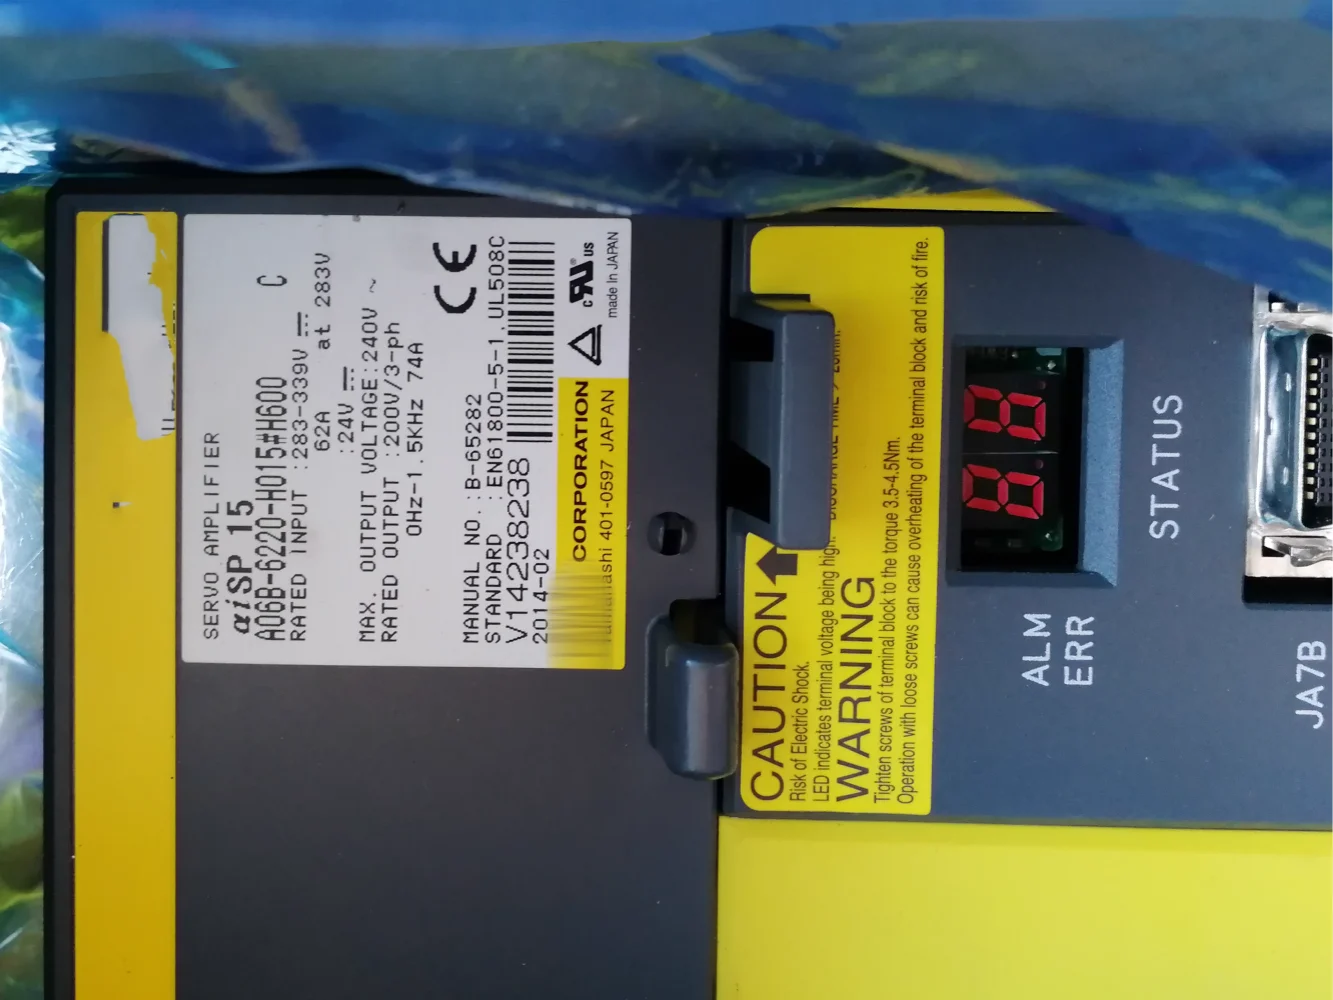 SERVO AMPLIFIER
αiSP 15
A06B-6220-H015#H600 C
RATED INPUT :283-339V ⎓
62A at 283V
:24V ⎓
MAX. OUTPUT VOLTAGE:240V ~
RATED OUTPUT :200V/3-ph
0Hz-1.5KHz 74A
MANUAL NO. :B-65282
STANDARD :EN61800-5-1,UL508C
V14238238
2014-02
CE
c RU us
CORPORATION
Yamanashi 401-0597 JAPAN
made in JAPAN
CAUTION
Risk of Electric Shock.
LED indicates terminal voltage being high.
WARNING
Tighten screws of terminal block to the torque 3.5-4.5Nm.
Operation with loose screws can cause overheating of the terminal block and risk of fire.
ALM
ERR
STATUS
JA7B